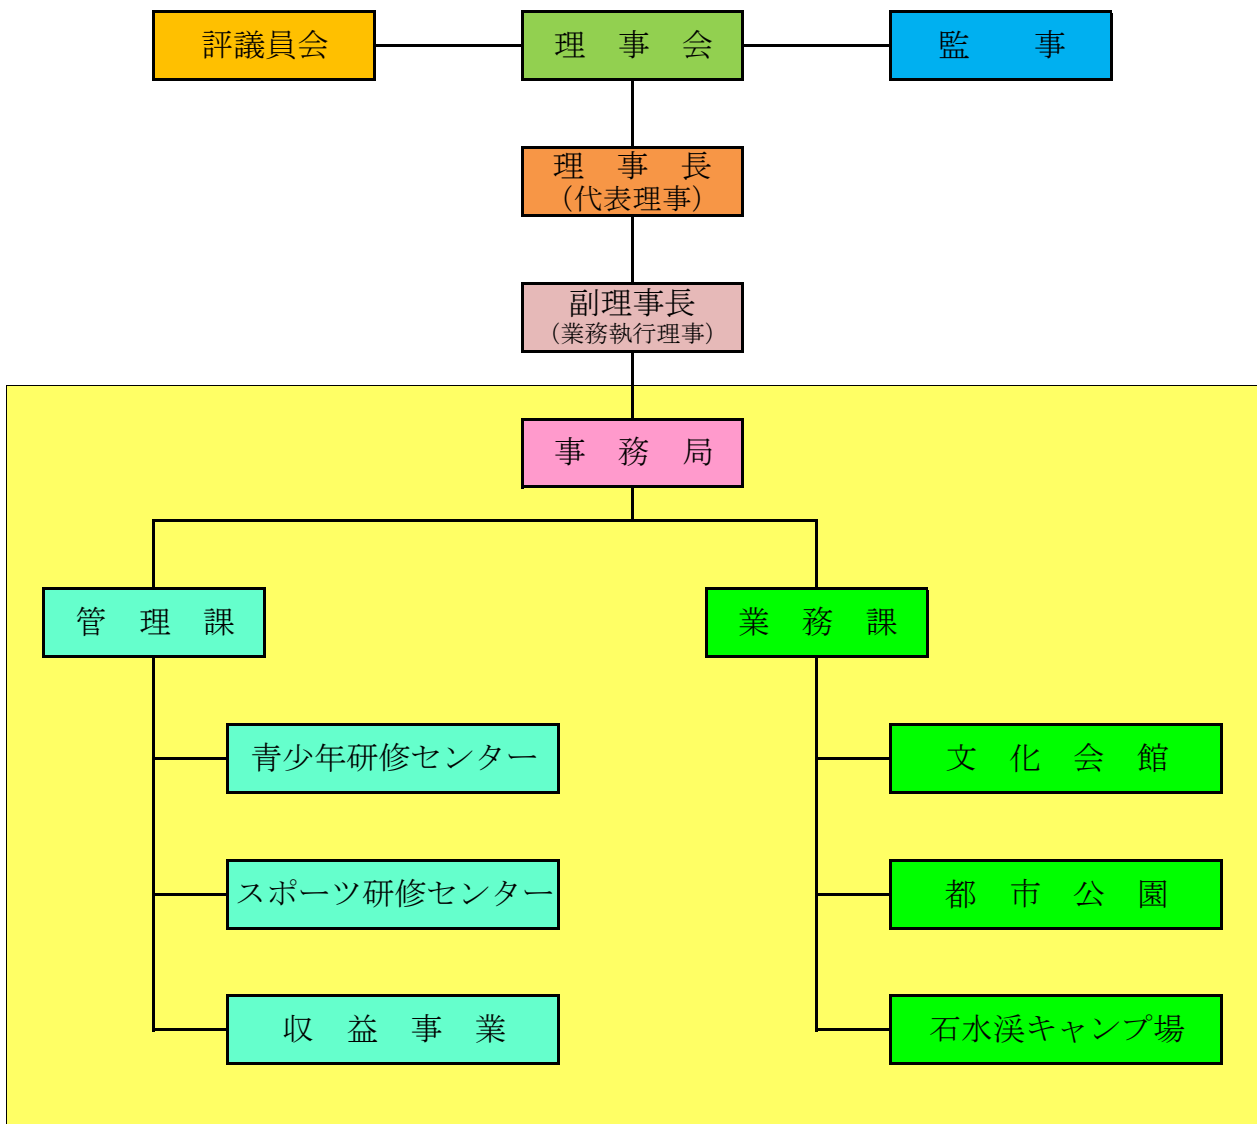 評議員会
理　事　会
監　　事
理　事　長
（代表理事）
副理事長
（業務執行理事）
事　務　局
管　理　課
業　務　課
青少年研修センター
文　化　会　館
スポーツ研修センター
都　市　公　園
収　益　事　業
石水渓キャンプ場